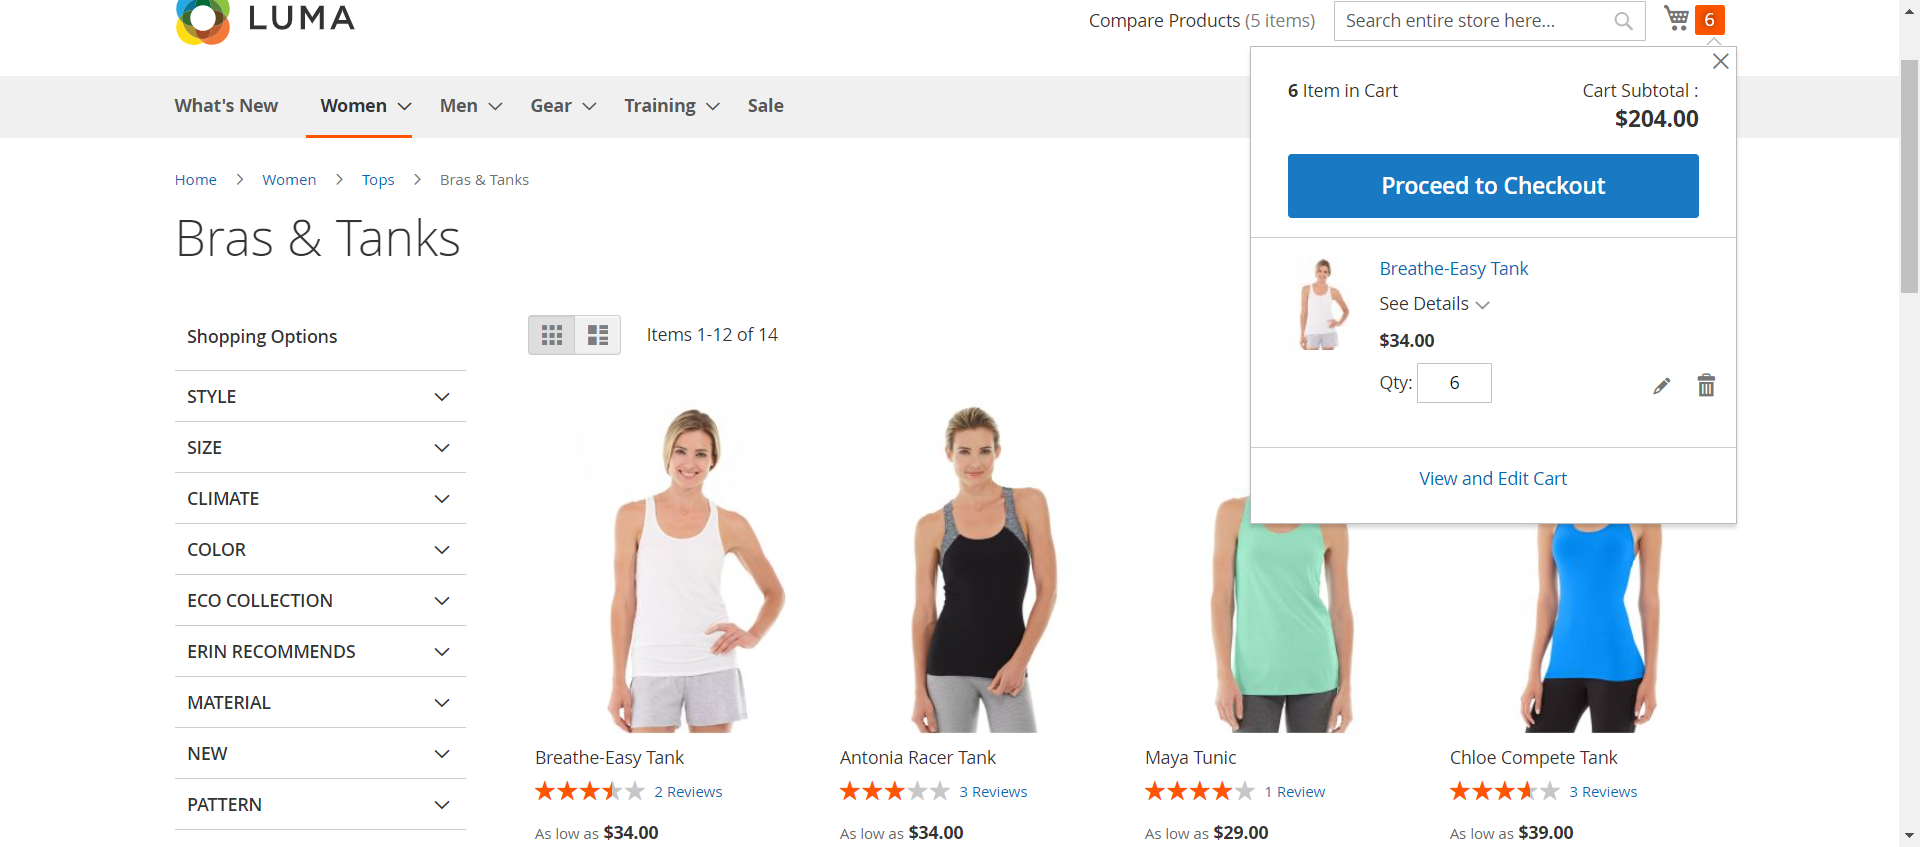 LUMA
Compare Products (5 items)
Search entire store here...
6
What's New
Women
Men
Gear
Training
Sale
6 Item in Cart
Cart Subtotal :
$204.00
Proceed to Checkout
Breathe-Easy Tank
See Details
$34.00
Qty: 6
View and Edit Cart
Home
Women
Tops
Bras & Tanks
Bras & Tanks
Shopping Options
STYLE
SIZE
CLIMATE
COLOR
ECO COLLECTION
ERIN RECOMMENDS
MATERIAL
NEW
PATTERN
Items 1-12 of 14
Breathe-Easy Tank
2 Reviews
As low as $34.00
Antonia Racer Tank
3 Reviews
As low as $34.00
Maya Tunic
1 Review
As low as $29.00
Chloe Compete Tank
3 Reviews
As low as $39.00